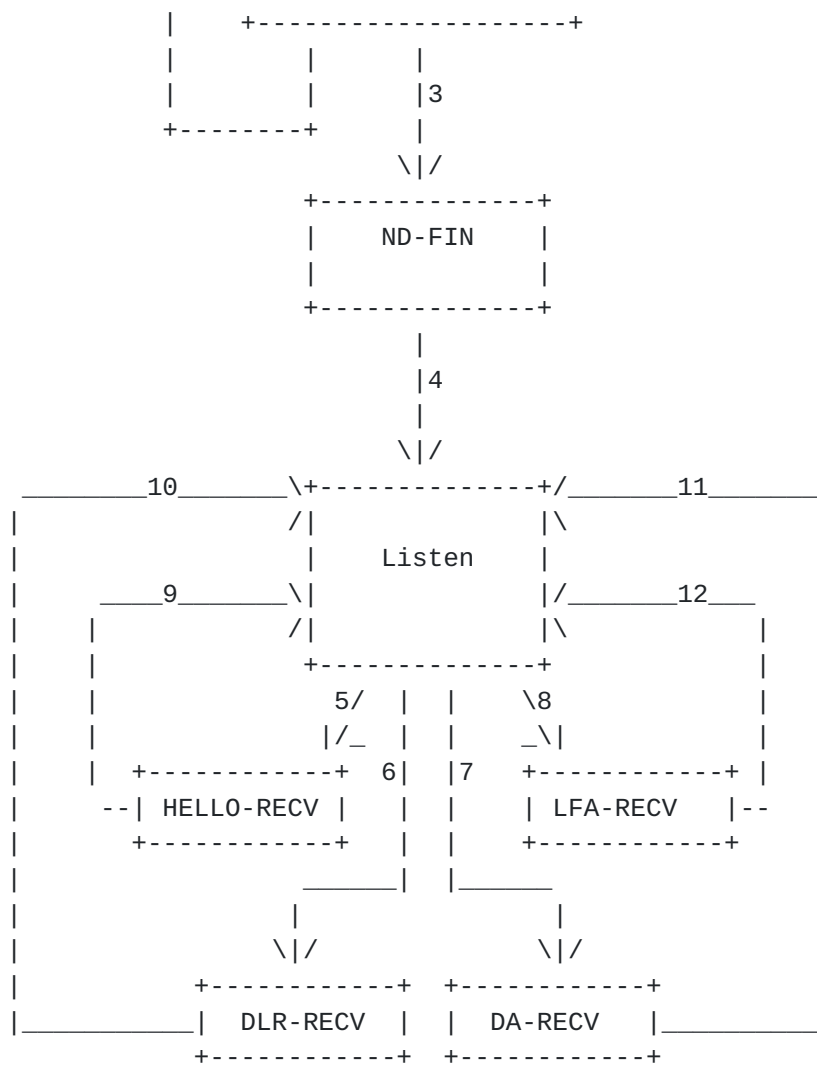 3
ND-FIN
4
10 11
Listen
9 12
5 8
6 7
HELLO-RECV LFA-RECV
DLR-RECV DA-RECV